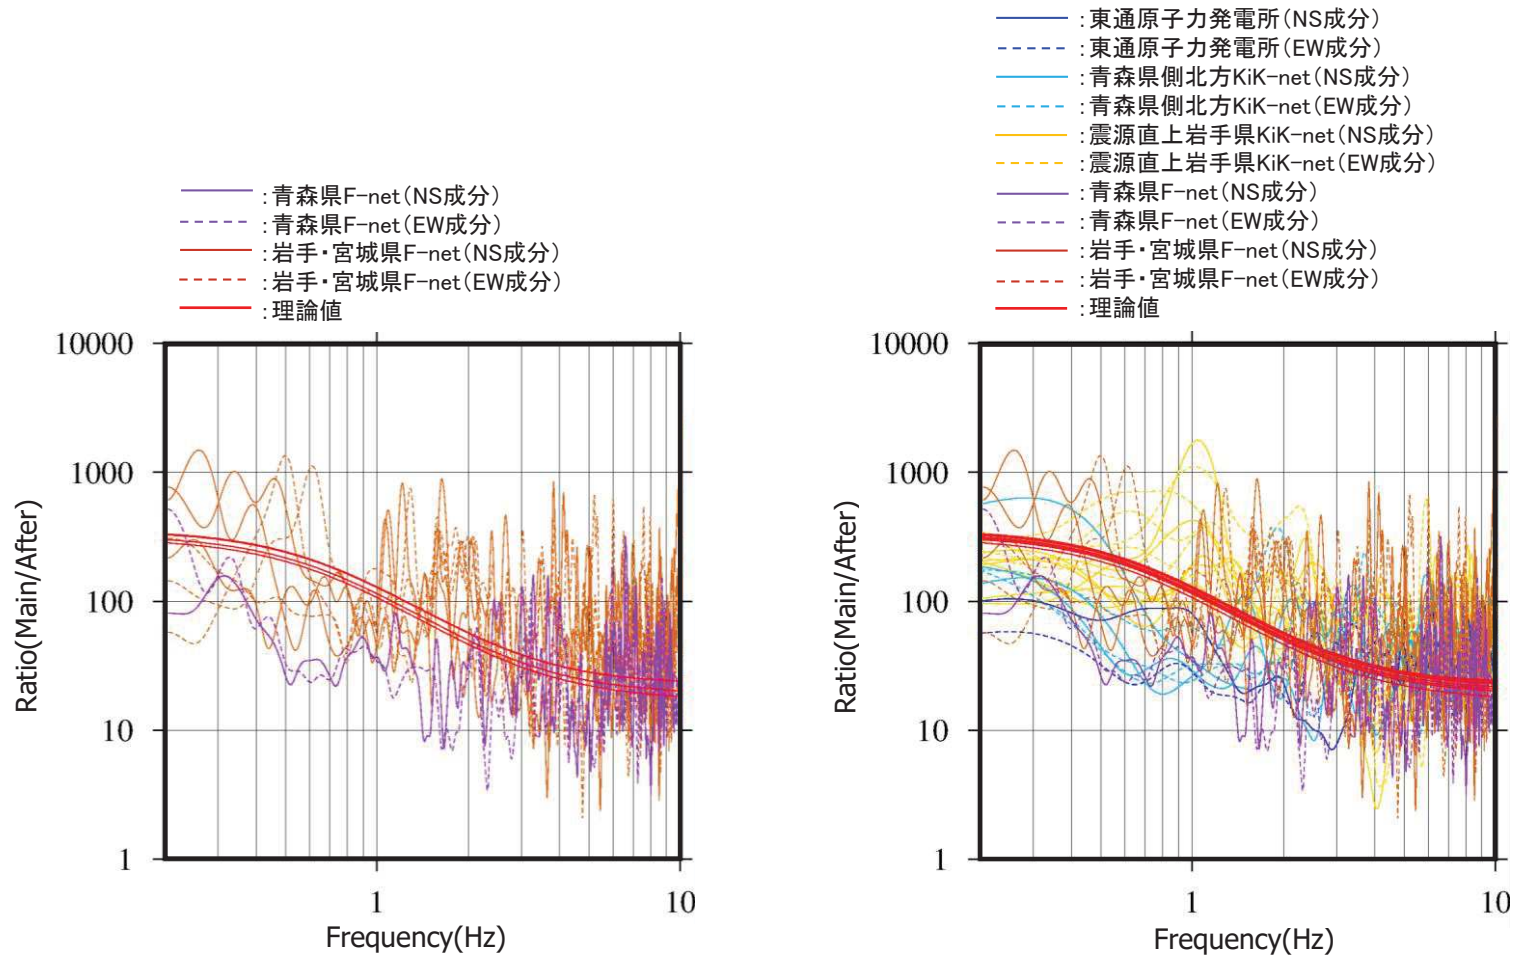 :青森県F-net(NS成分)
:青森県F-net(EW成分)
:岩手・宮城県F-net(NS成分)
:岩手・宮城県F-net(EW成分)
:理論値
10000
1000
100
10
1
Ratio(Main/After)
1
10
Frequency(Hz)
:東通原子力発電所(NS成分)
:東通原子力発電所(EW成分)
:青森県側北方KiK-net(NS成分)
:青森県側北方KiK-net(EW成分)
:震源直上岩手県KiK-net(NS成分)
:震源直上岩手県KiK-net(EW成分)
:青森県F-net(NS成分)
:青森県F-net(EW成分)
:岩手・宮城県F-net(NS成分)
:岩手・宮城県F-net(EW成分)
:理論値
10000
1000
100
10
1
Ratio(Main/After)
1
10
Frequency(Hz)